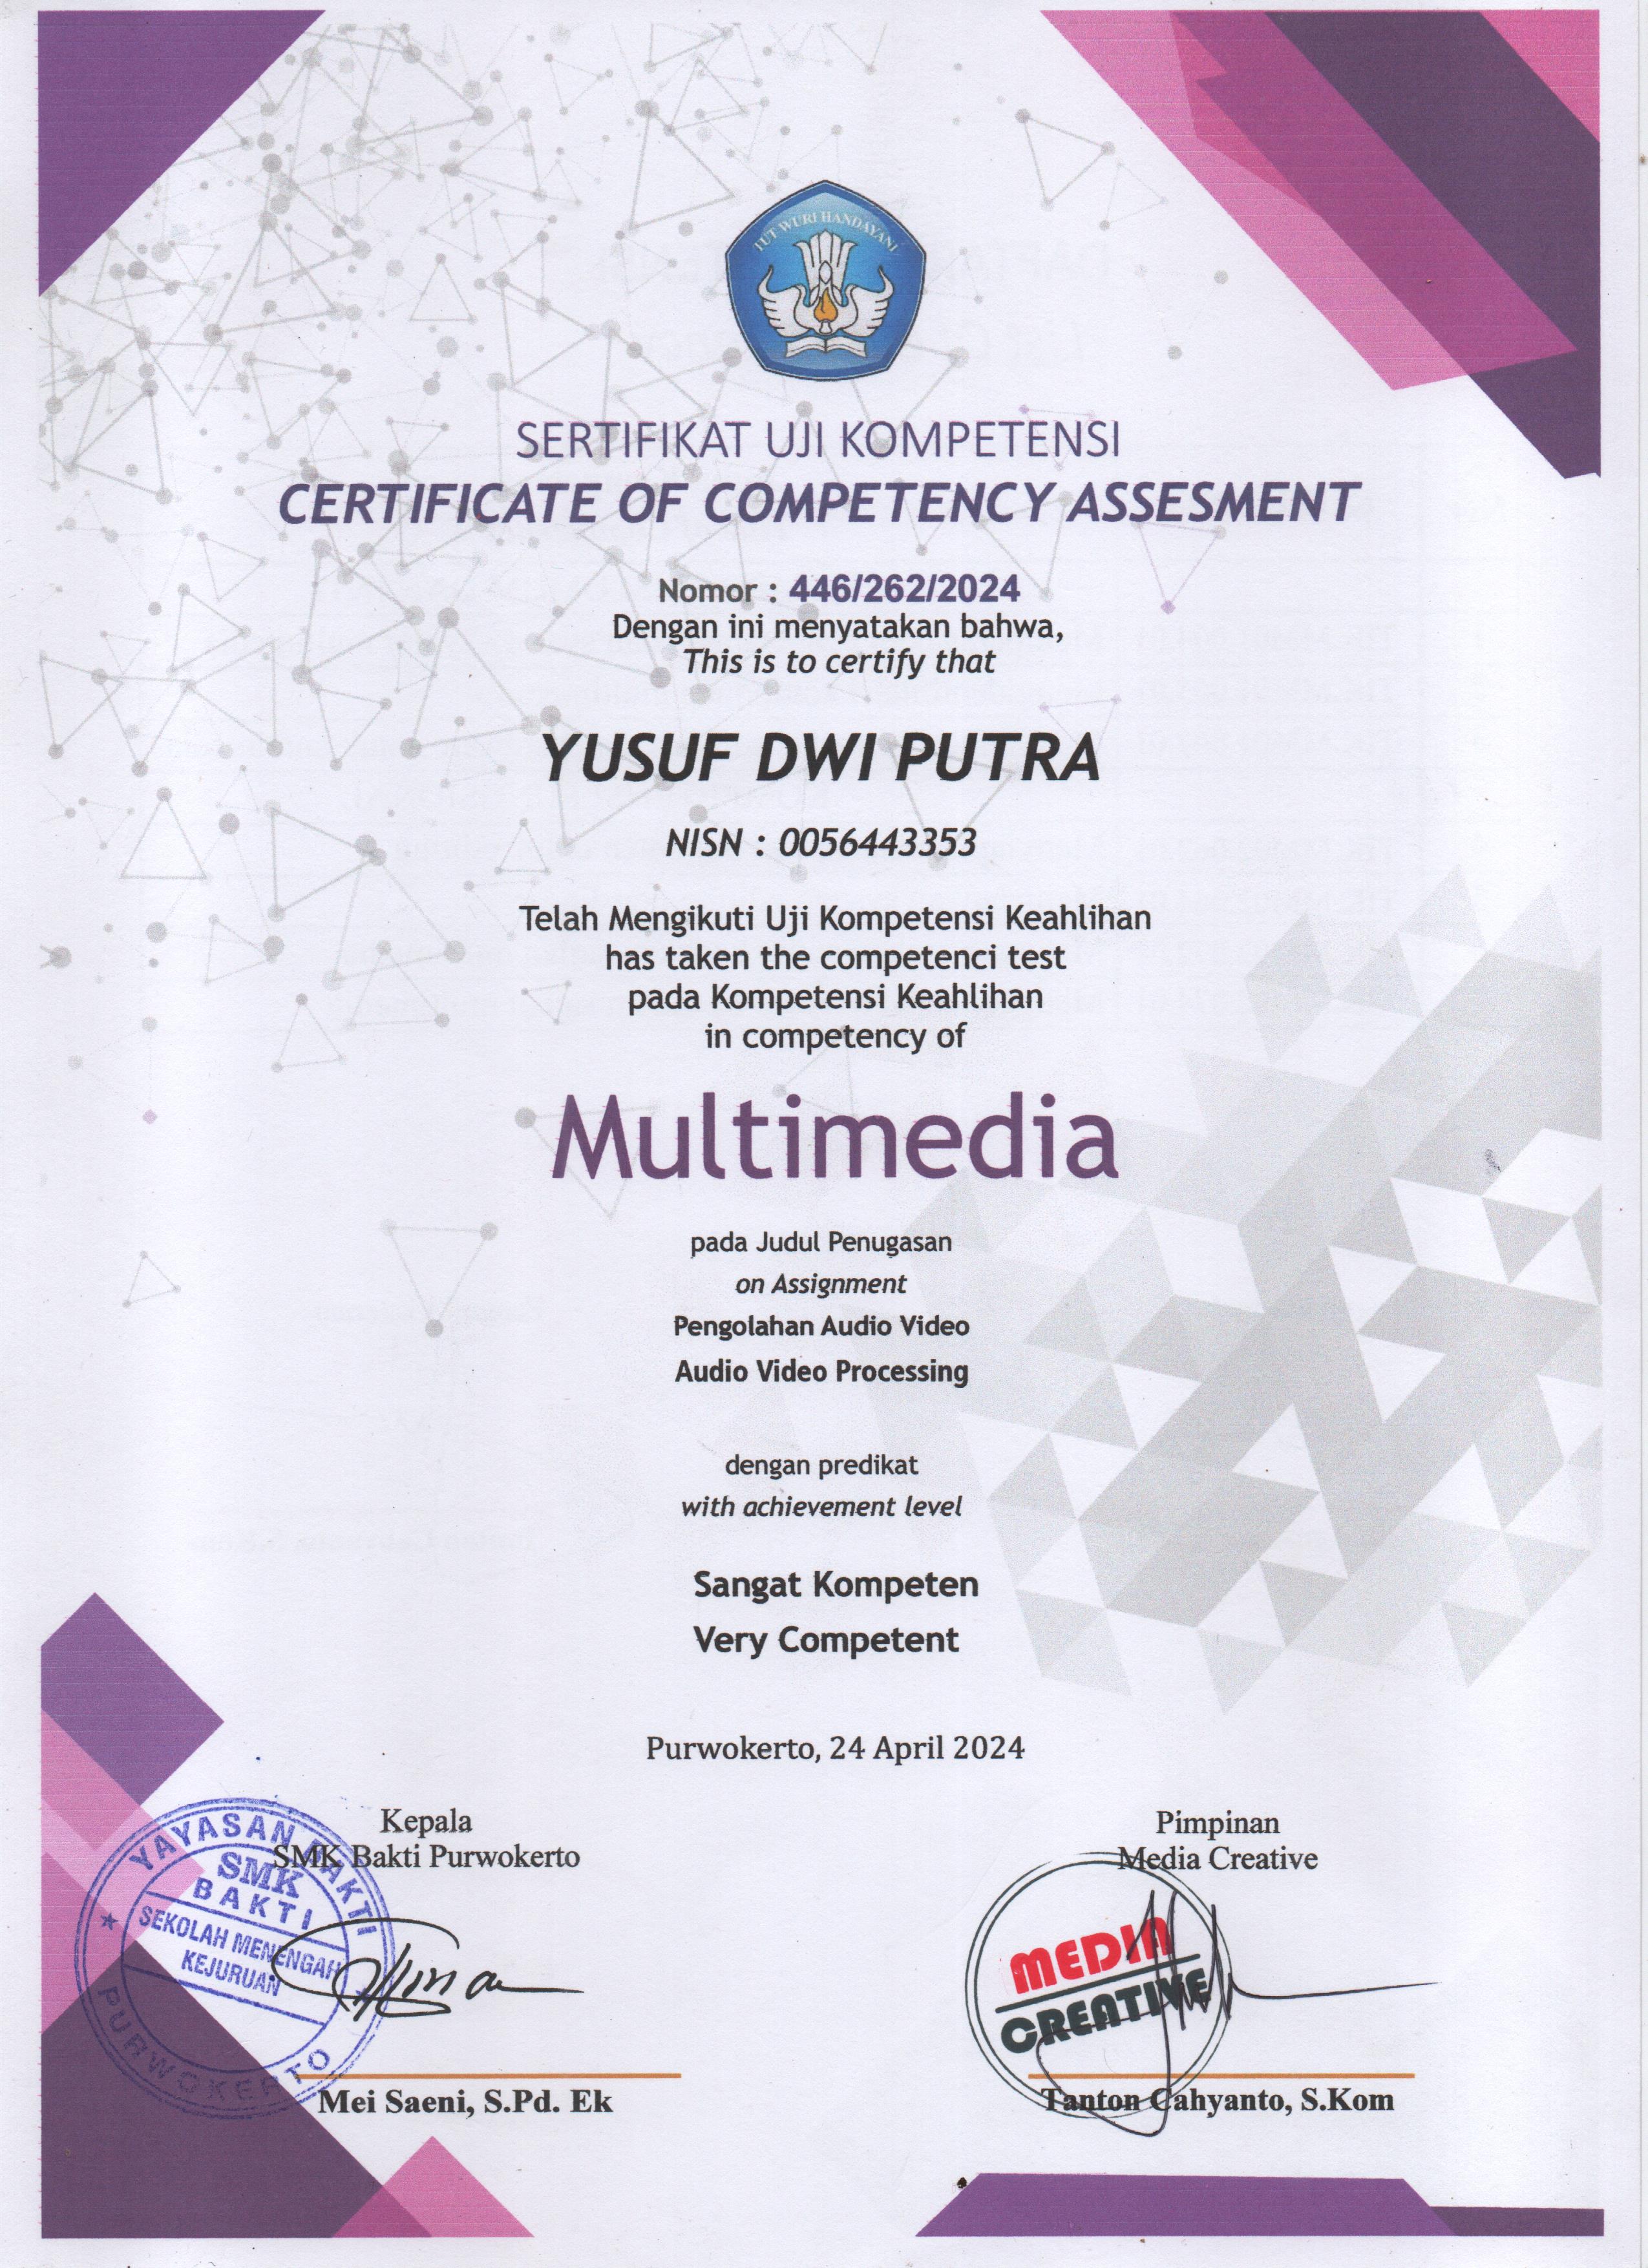 TUT WURI HANDAYANI
SERTIFIKAT UJI KOMPETENSI
CERTIFICATE OF COMPETENCY ASSESMENT
Nomor : 446/262/2024
Dengan ini menyatakan bahwa,
This is to certify that
YUSUF DWI PUTRA
NISN : 0056443353
Telah Mengikuti Uji Kompetensi Keahlihan
has taken the competenci test
pada Kompetensi Keahlihan
in competency of
Multimedia
pada Judul Penugasan
on Assignment
Pengolahan Audio Video
Audio Video Processing
dengan predikat
with achievement level
Sangat Kompeten
Very Competent
Purwokerto, 24 April 2024
Kepala
SMK Bakti Purwokerto
YAYASAN BAKTI
SMK
BAKTI
SEKOLAH MENENGAH
KEJURUAN
PURWOKERTO
Mei Saeni, S.Pd. Ek
Pimpinan
Media Creative
MEDIA
CREATIVE
Tanton Cahyanto, S.Kom